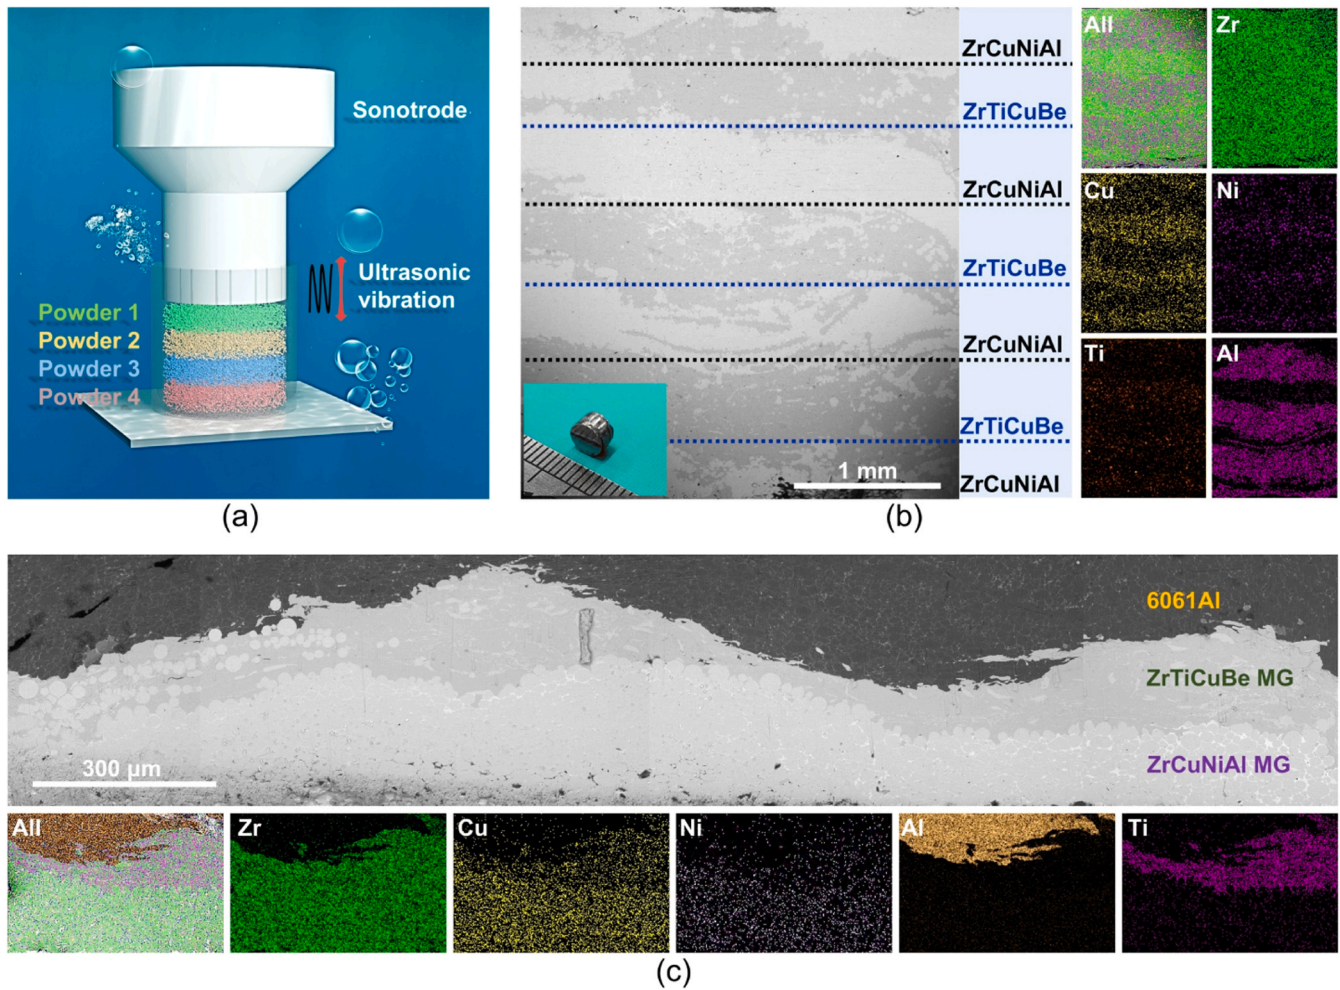 Sonotrode
Ultrasonic
vibration
Powder 1
Powder 2
Powder 3
Powder 4
(a)
ZrCuNiAl
ZrTiCuBe
ZrCuNiAl
ZrTiCuBe
ZrCuNiAl
ZrTiCuBe
ZrCuNiAl
1 mm
All
Zr
Cu
Ni
Ti
Al
(b)
6061Al
ZrTiCuBe MG
ZrCuNiAl MG
300 μm
All
Zr
Cu
Ni
Al
Ti
(c)